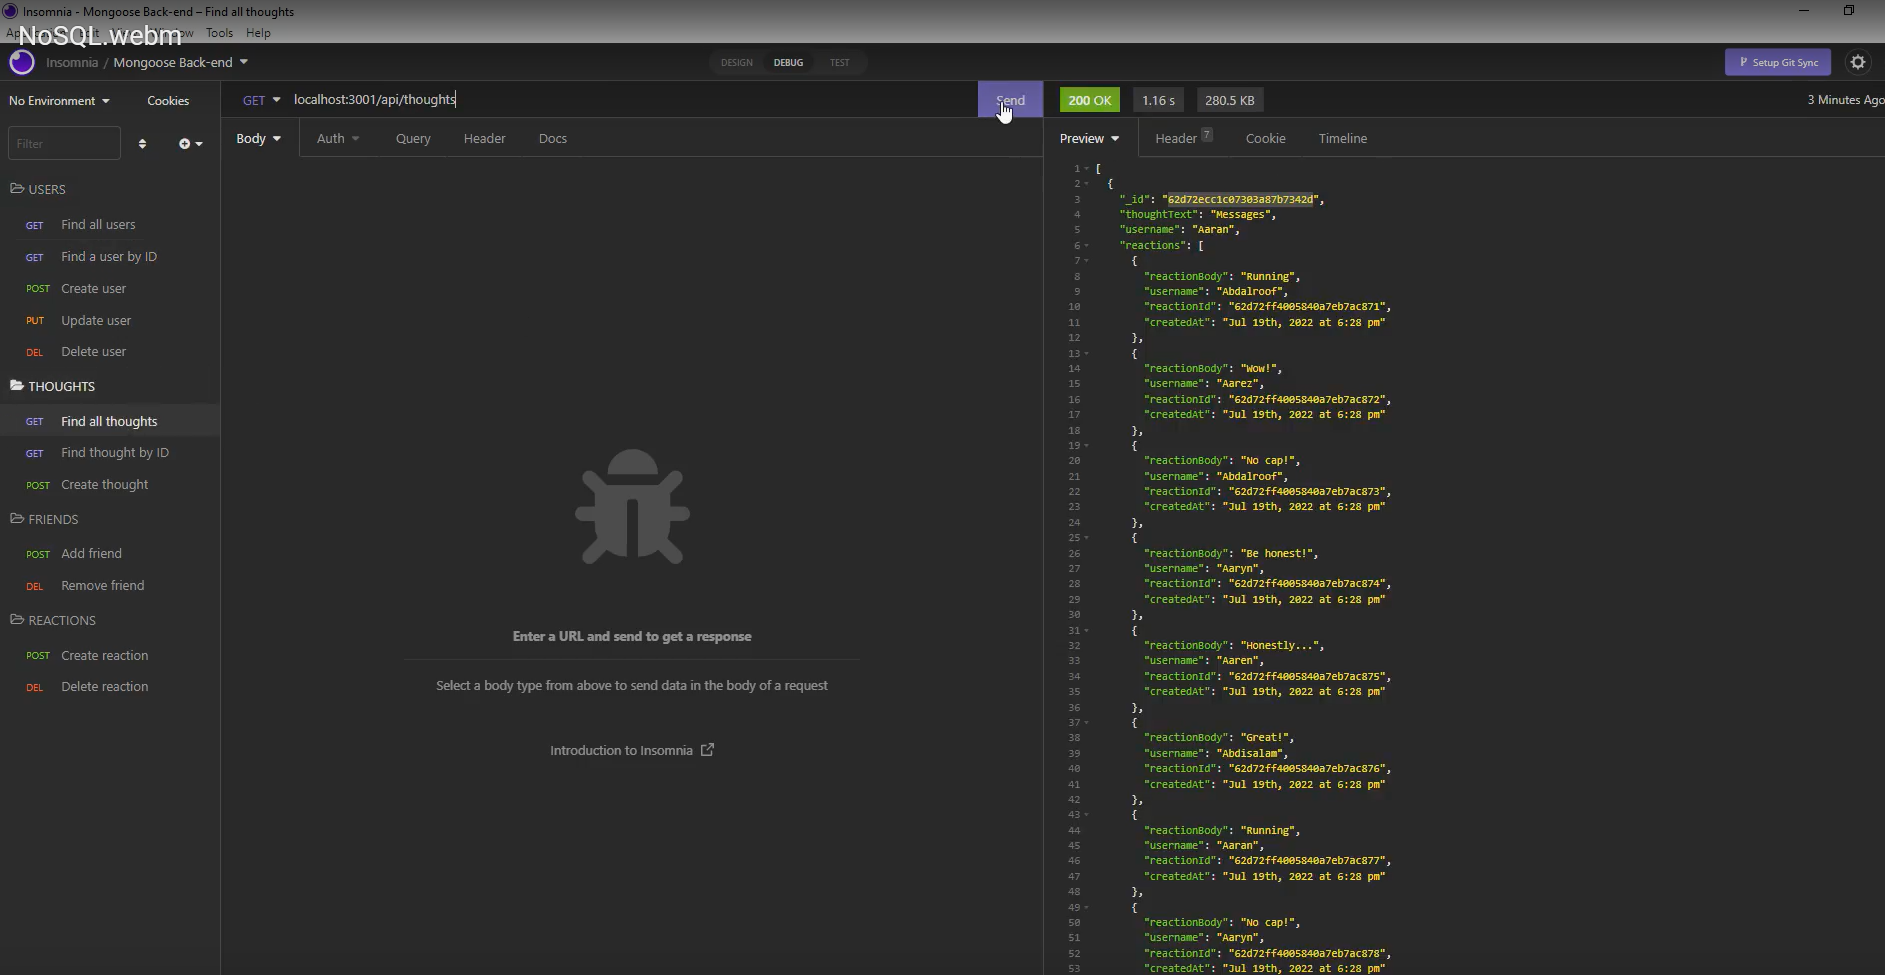 Insomnia - Mongoose Back-end – Find all thoughts
NoSQL.webm
Tools Help
Insomnia / Mongoose Back-end
DESIGN DEBUG TEST
Setup Git Sync
No Environment
Cookies
GET localhost:3001/api/thoughts
Send
200 OK
1.16 s
280.5 KB
3 Minutes Ago
Filter
Body
Auth
Query
Header
Docs
Preview
Header 7
Cookie
Timeline
USERS
GET Find all users
GET Find a user by ID
POST Create user
PUT Update user
DEL Delete user
THOUGHTS
GET Find all thoughts
GET Find thought by ID
POST Create thought
FRIENDS
POST Add friend
DEL Remove friend
REACTIONS
POST Create reaction
DEL Delete reaction
Enter a URL and send to get a response
Select a body type from above to send data in the body of a request
Introduction to Insomnia
1 [
2 {
3 "_id": "62d72ecc1c07303a87b7342d",
4 "thoughtText": "Messages",
5 "username": "Aaran",
6 "reactions": [
7 {
8 "reactionBody": "Running",
9 "username": "Abdalroof",
10 "reactionId": "62d72ff4005840a7eb7ac871",
11 "createdAt": "Jul 19th, 2022 at 6:28 pm"
12 },
13 {
14 "reactionBody": "Wow!",
15 "username": "Aarez",
16 "reactionId": "62d72ff4005840a7eb7ac872",
17 "createdAt": "Jul 19th, 2022 at 6:28 pm"
18 },
19 {
20 "reactionBody": "No cap!",
21 "username": "Abdalroof",
22 "reactionId": "62d72ff4005840a7eb7ac873",
23 "createdAt": "Jul 19th, 2022 at 6:28 pm"
24 },
25 {
26 "reactionBody": "Be honest!",
27 "username": "Aaryn",
28 "reactionId": "62d72ff4005840a7eb7ac874",
29 "createdAt": "Jul 19th, 2022 at 6:28 pm"
30 },
31 {
32 "reactionBody": "Honestly...",
33 "username": "Aaren",
34 "reactionId": "62d72ff4005840a7eb7ac875",
35 "createdAt": "Jul 19th, 2022 at 6:28 pm"
36 },
37 {
38 "reactionBody": "Great!",
39 "username": "Abdisalam",
40 "reactionId": "62d72ff4005840a7eb7ac876",
41 "createdAt": "Jul 19th, 2022 at 6:28 pm"
42 },
43 {
44 "reactionBody": "Running",
45 "username": "Aaran",
46 "reactionId": "62d72ff4005840a7eb7ac877",
47 "createdAt": "Jul 19th, 2022 at 6:28 pm"
48 },
49 {
50 "reactionBody": "No cap!",
51 "username": "Aaryn",
52 "reactionId": "62d72ff4005840a7eb7ac878",
53 "createdAt": "Jul 19th, 2022 at 6:28 pm"